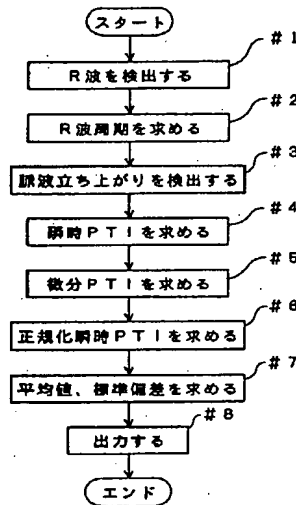 スタート
#1
R波を検出する
#2
R波周期を求める
#3
脈波立ち上がりを検出する
#4
瞬時PTIを求める
#5
微分PTIを求める
#6
正規化瞬時PTIを求める
#7
平均値、標準偏差を求める
#8
出力する
エンド